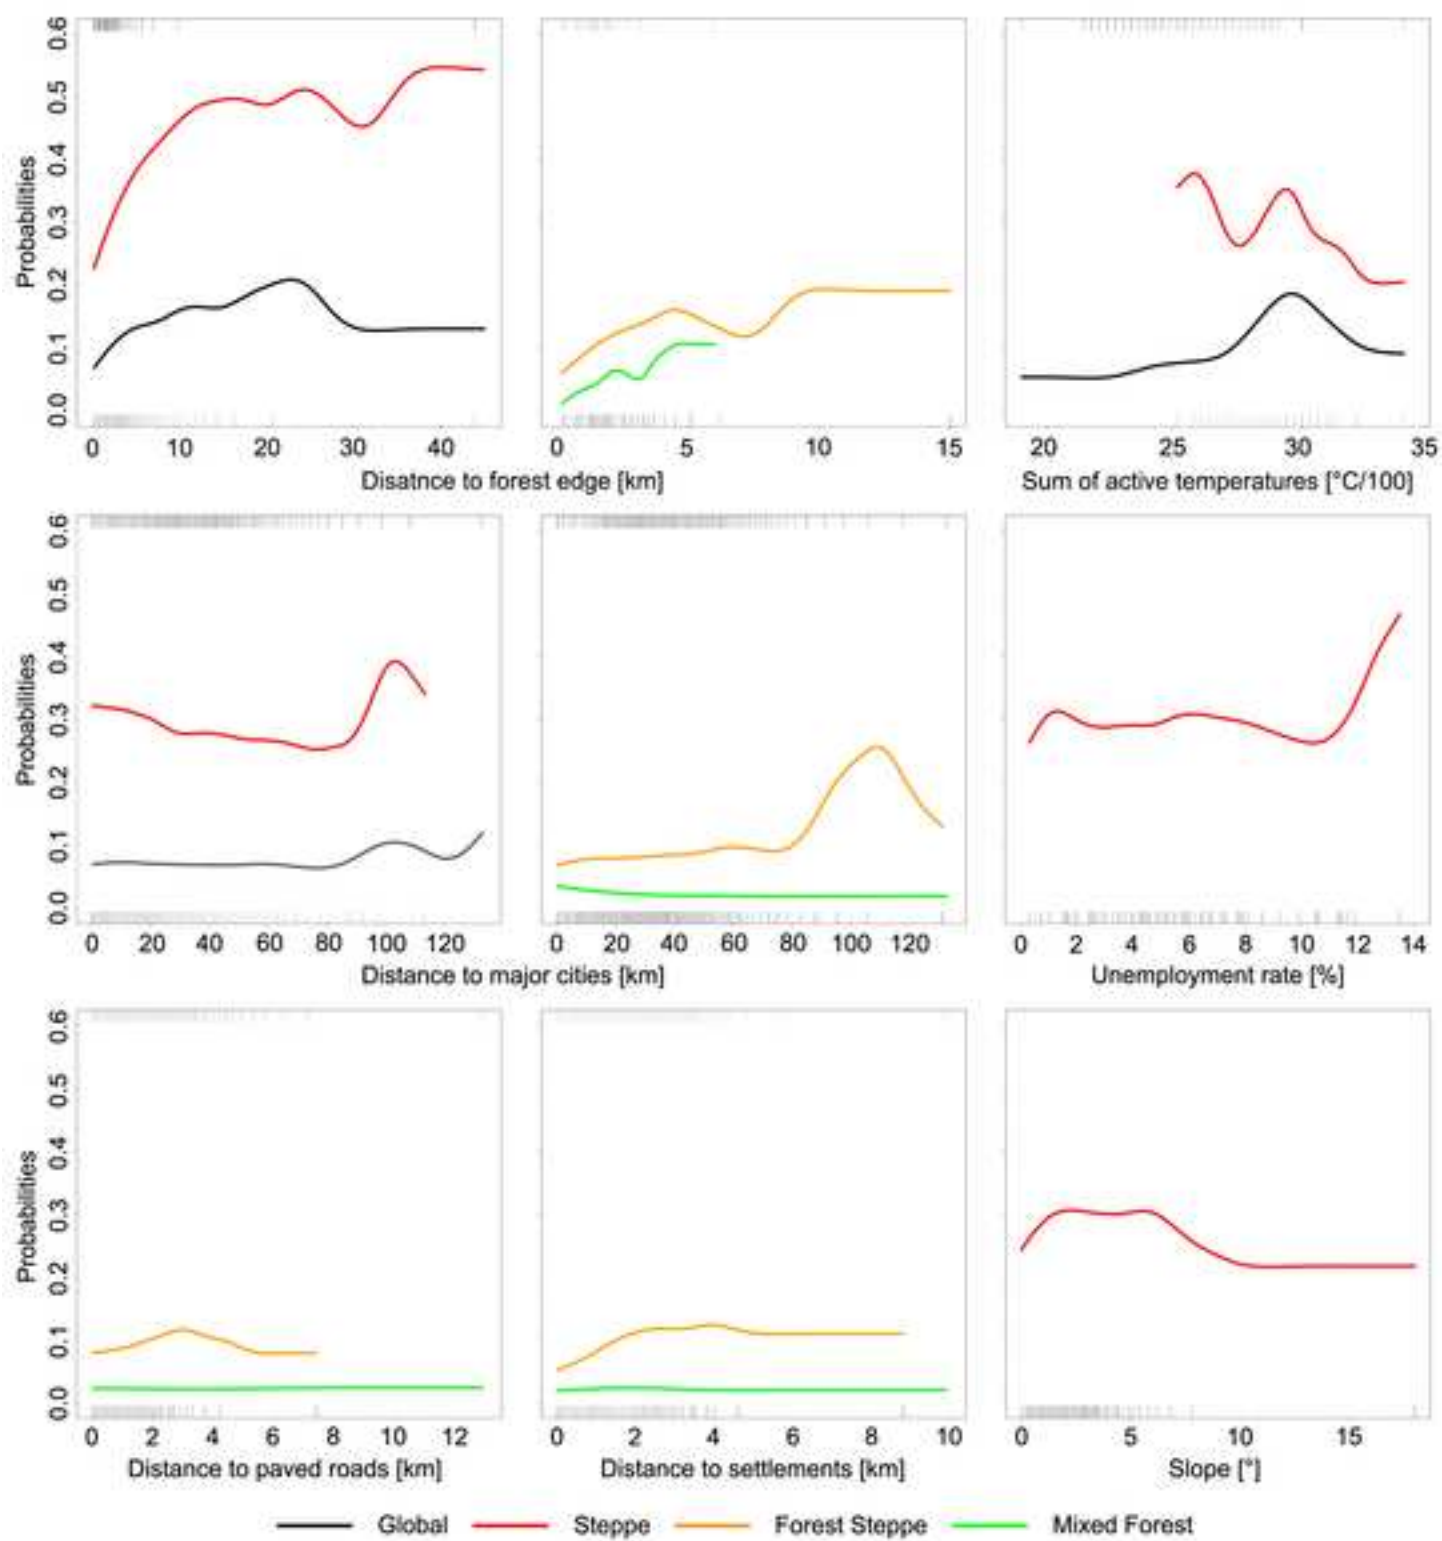 Probabilities
0.0 0.1 0.2 0.3 0.4 0.5 0.6
0 10 20 30 40
0 5 10 15
20 25 30 35
Disatnce to forest edge [km]
Sum of active temperatures [°C/100]
Probabilities
0.0 0.1 0.2 0.3 0.4 0.5 0.6
0 20 40 60 80 100 120
0 20 40 60 80 100 120
0 2 4 6 8 10 12 14
Distance to major cities [km]
Unemployment rate [%]
Probabilities
0.0 0.1 0.2 0.3 0.4 0.5 0.6
0 2 4 6 8 10 12
0 2 4 6 8 10
0 5 10 15
Distance to paved roads [km]
Distance to settlements [km]
Slope [°]
Global Steppe Forest Steppe Mixed Forest